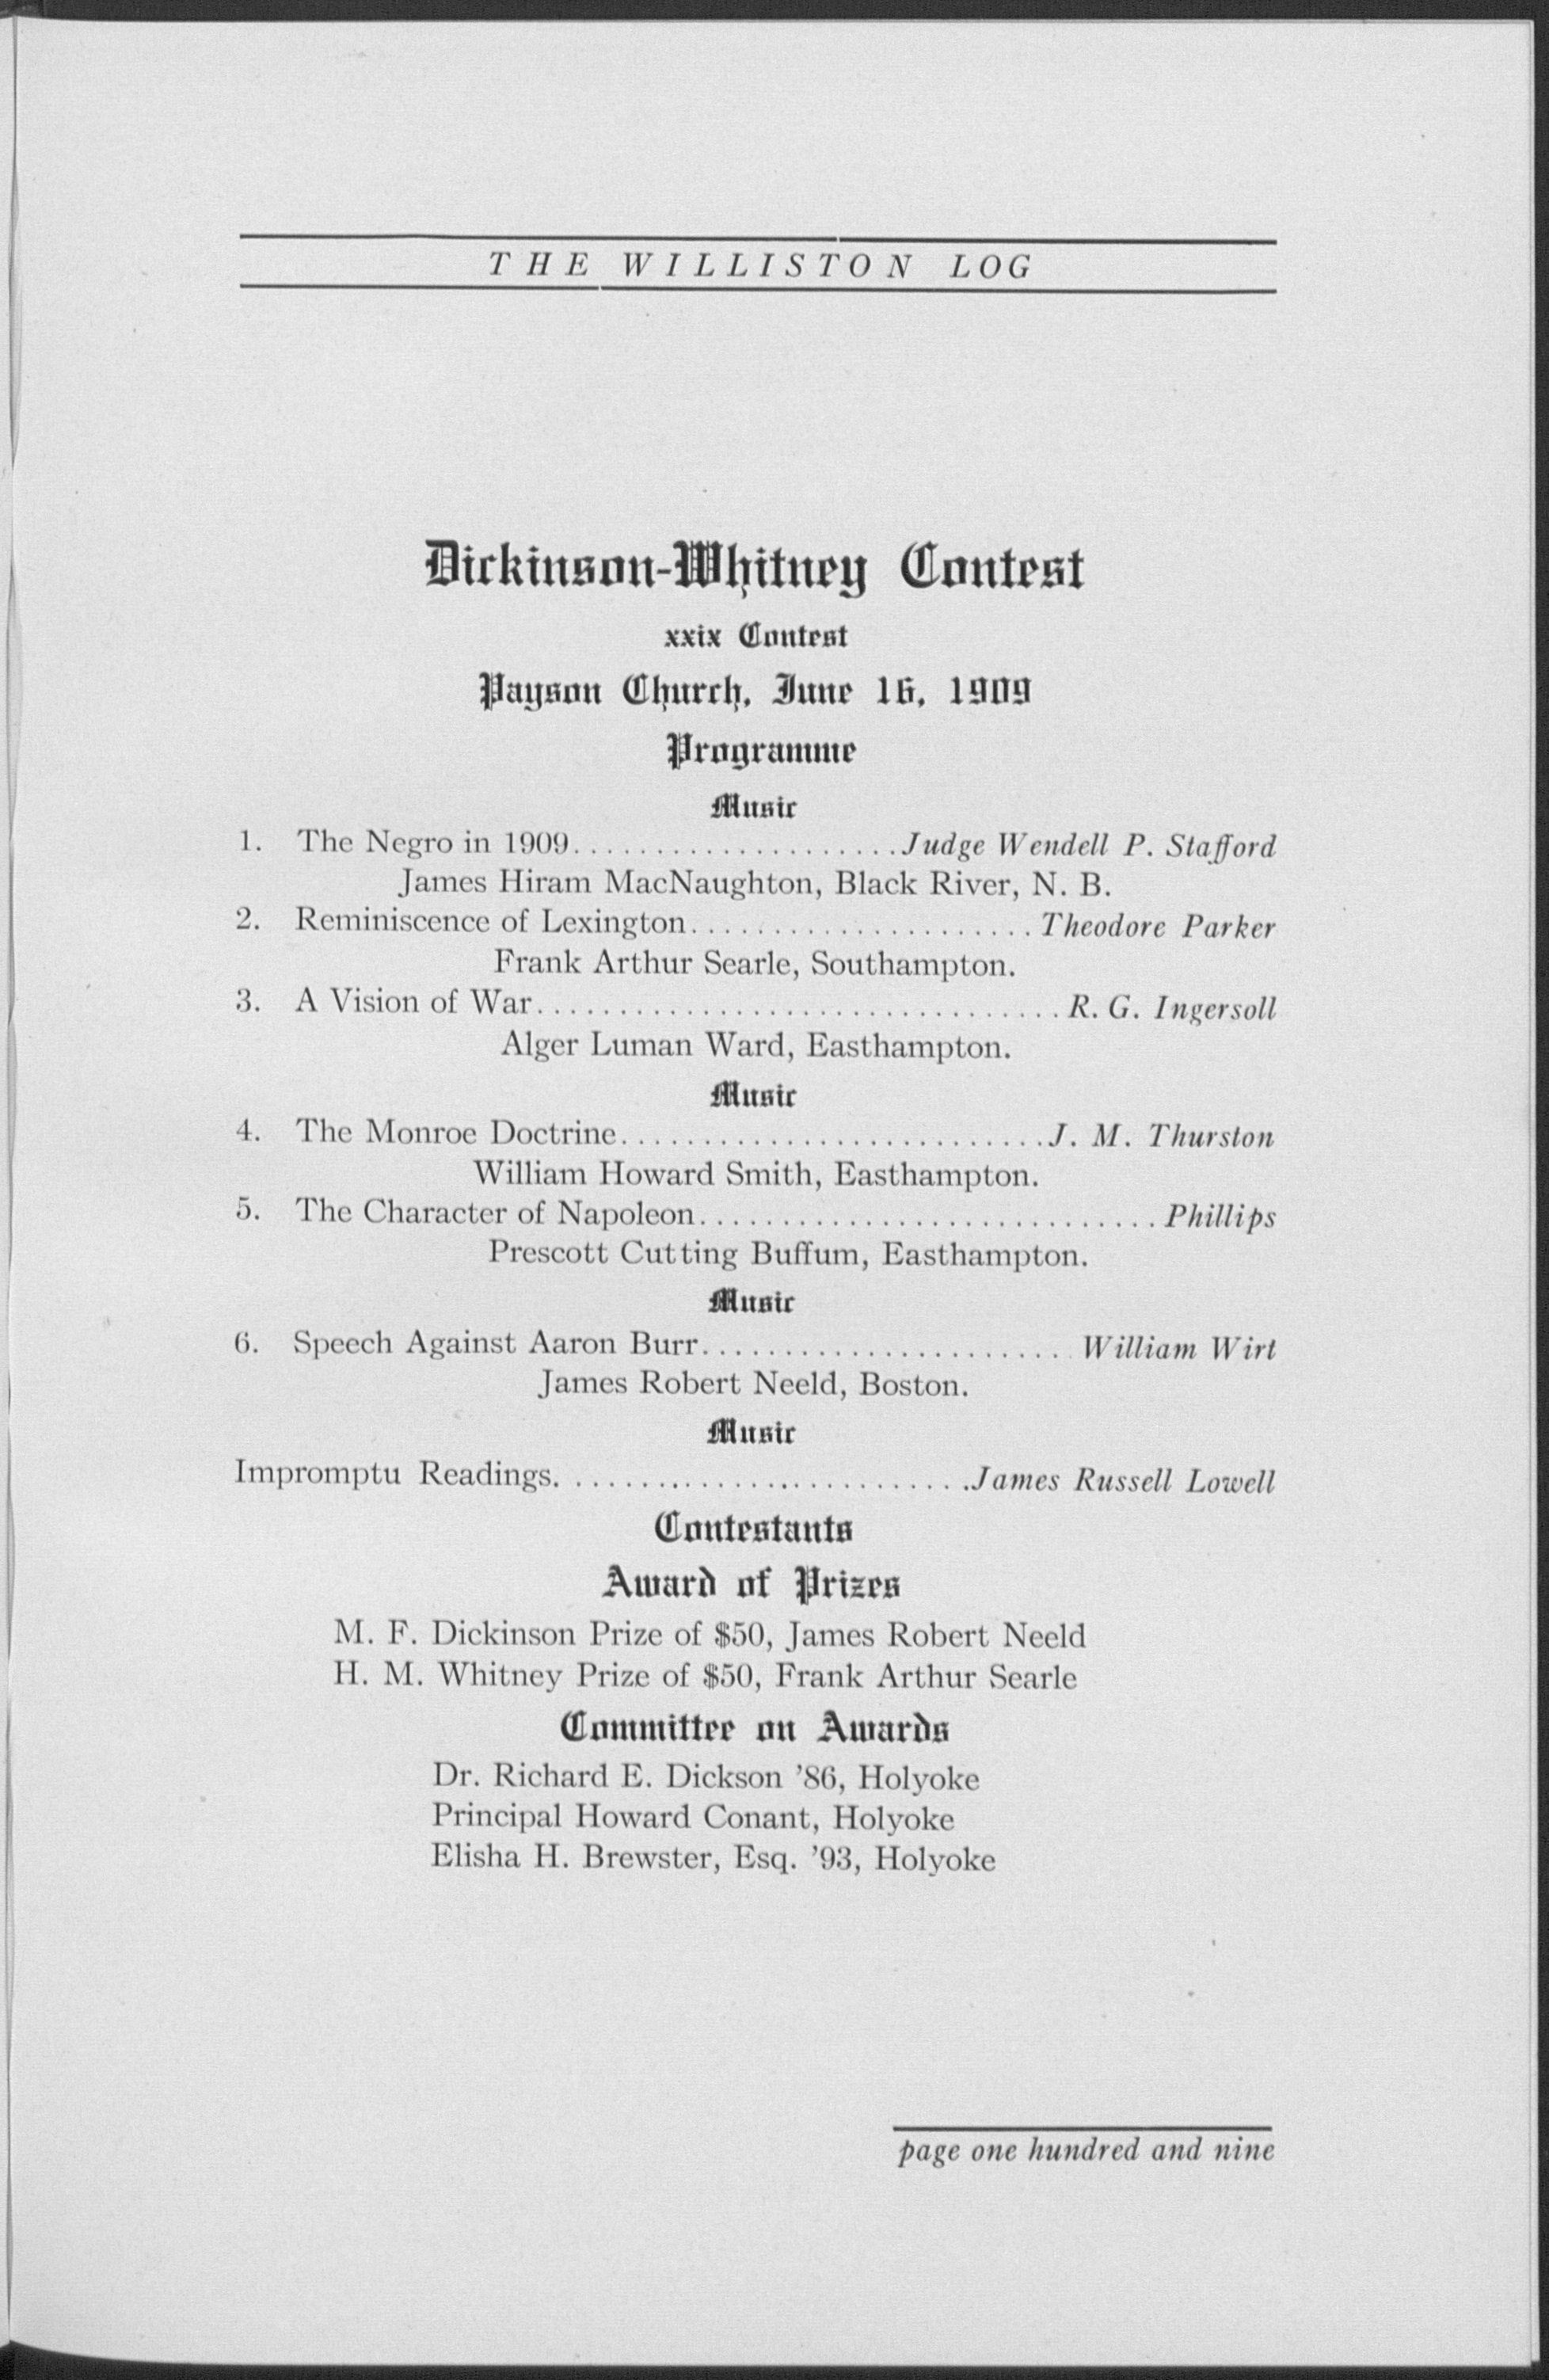 THE WILLISTON LOG
Dickinson-Whitney Contest
xxix Contest
Payson Church, June 16, 1909
Programme
Music
1. The Negro in 1909....................Judge Wendell P. Stafford
James Hiram MacNaughton, Black River, N. B.
2. Reminiscence of Lexington.....................Theodore Parker
Frank Arthur Searle, Southampton.
3. A Vision of War................................R. G. Ingersoll
Alger Luman Ward, Easthampton.
Music
4. The Monroe Doctrine..........................J. M. Thurston
William Howard Smith, Easthampton.
5. The Character of Napoleon............................Phillips
Prescott Cutting Buffum, Easthampton.
Music
6. Speech Against Aaron Burr.......................William Wirt
James Robert Neeld, Boston.
Music
Impromptu Readings..........................James Russell Lowell
Contestants
Award of Prizes
M. F. Dickinson Prize of $50, James Robert Neeld
H. M. Whitney Prize of $50, Frank Arthur Searle
Committee on Awards
Dr. Richard E. Dickson '86, Holyoke
Principal Howard Conant, Holyoke
Elisha H. Brewster, Esq. '93, Holyoke
page one hundred and nine